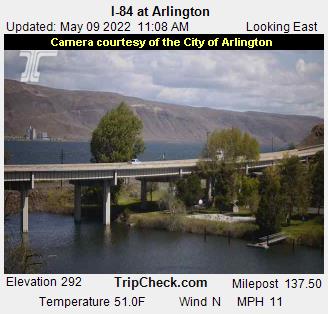 I-84 at Arlington
Updated: May 09 2022 11:08 AM Looking East
Camera courtesy of the City of Arlington
Elevation 292 TripCheck.com Milepost 137.50
Temperature 51.0F Wind N MPH 11